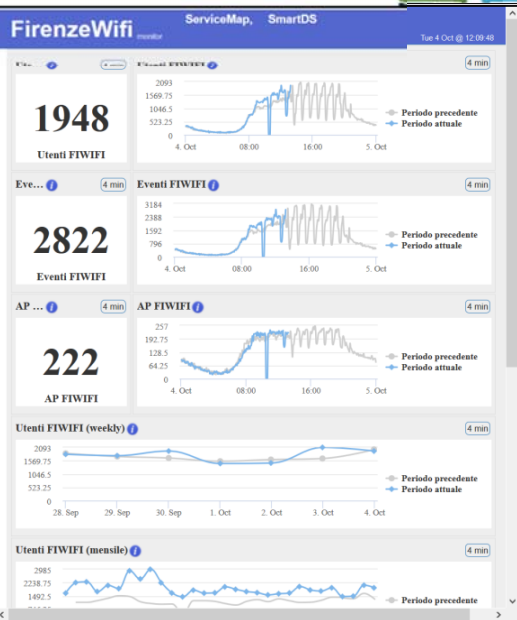 FirenzeWifi monitor
ServiceMap, SmartDS
Tue 4 Oct @ 12:09:48
4 min
Utenti FIWIFI
4 min
1948
Utenti FIWIFI
2093
1569.75
1046.5
523.25
0
4. Oct 08:00 16:00 5. Oct
Periodo precedente
Periodo attuale
Eve... 4 min
Eventi FIWIFI 4 min
2822
Eventi FIWIFI
3184
2388
1592
796
0
4. Oct 08:00 16:00 5. Oct
Periodo precedente
Periodo attuale
AP ... 4 min
AP FIWIFI 4 min
222
AP FIWIFI
257
192.75
128.5
64.25
0
4. Oct 08:00 16:00 5. Oct
Periodo precedente
Periodo attuale
Utenti FIWIFI (weekly) 4 min
2093
1569.75
1046.5
523.25
0
28. Sep 29. Sep 30. Sep 1. Oct 2. Oct 3. Oct 4. Oct
Periodo precedente
Periodo attuale
Utenti FIWIFI (mensile) 4 min
2985
2238.75
1492.5
Periodo precedente